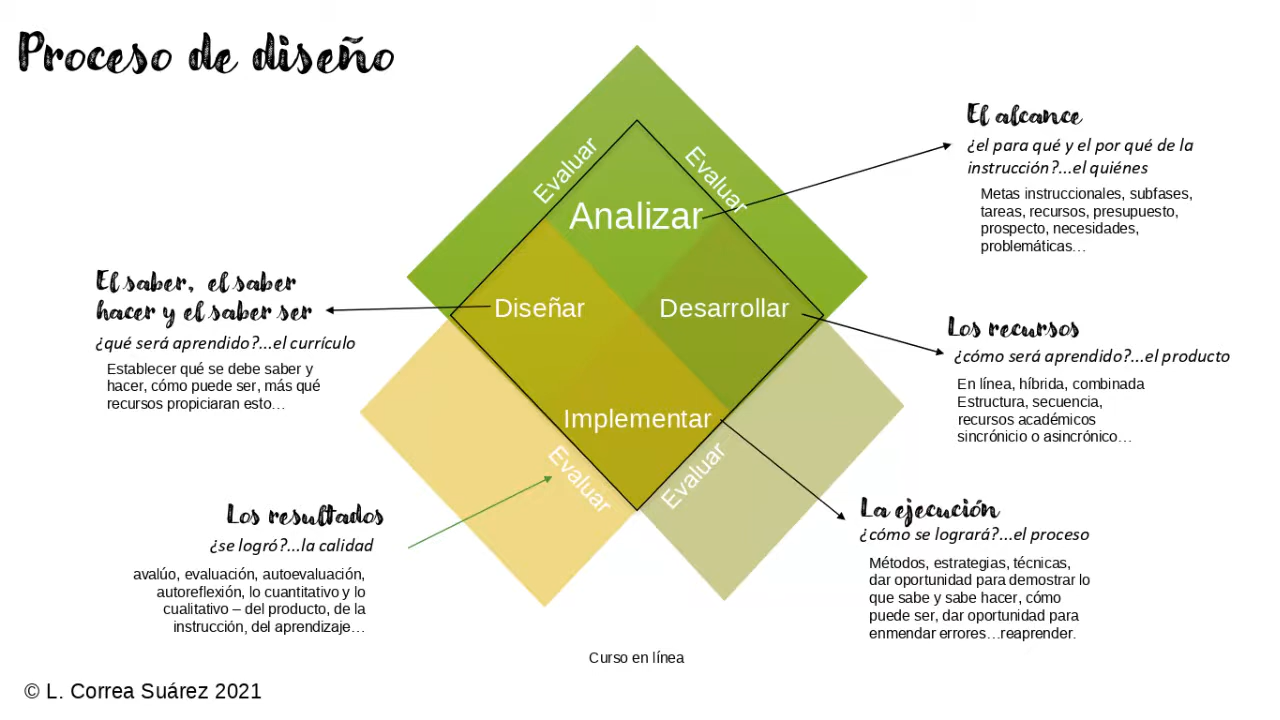 Proceso de diseño
El alcance
¿el para qué y el por qué de la
instrucción?...el quiénes
Metas instruccionales, subfases,
tareas, recursos, presupuesto,
prospecto, necesidades,
problemáticas…
Evaluar
Evaluar
Analizar
El saber, el saber
hacer y el saber ser
¿qué será aprendido?...el currículo
Establecer qué se debe saber y
hacer, cómo puede ser, más qué
recursos propiciaran esto…
Diseñar
Desarrollar
Los recursos
¿cómo será aprendido?...el producto
En línea, híbrida, combinada
Estructura, secuencia,
recursos académicos
sincrónicio o asincrónico…
Implementar
Evaluar
Evaluar
Los resultados
¿se logró?...la calidad
avalúo, evaluación, autoevaluación,
autoreflexión, lo cuantitativo y lo
cualitativo – del producto, de la
instrucción, del aprendizaje…
La ejecución
¿cómo se logrará?...el proceso
Métodos, estrategias, técnicas,
dar oportunidad para demostrar lo
que sabe y sabe hacer, cómo
puede ser, dar oportunidad para
enmendar errores…reaprender.
Curso en línea
© L. Correa Suárez 2021